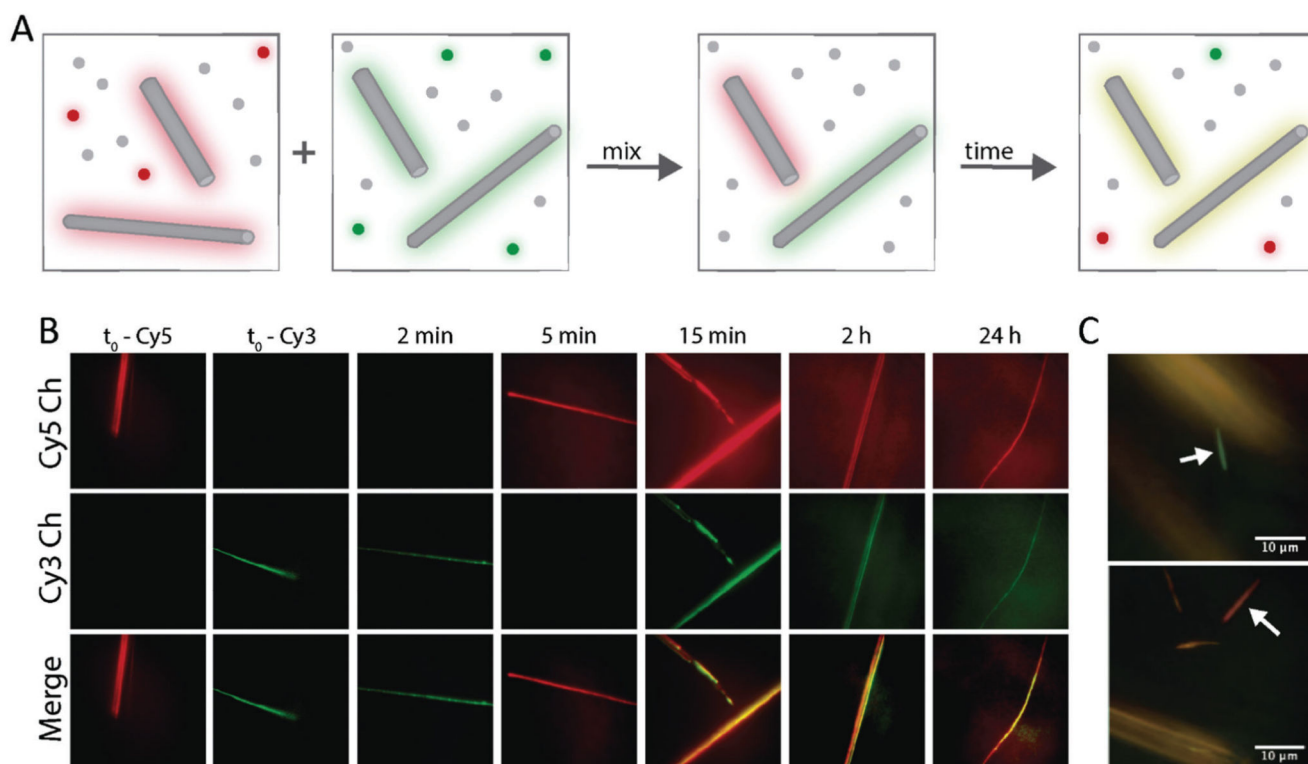 A
+
mix
time
B
t0 - Cy5
t0 - Cy3
2 min
5 min
15 min
2 h
24 h
C
Cy5 Ch
Cy3 Ch
Merge
10 µm
10 µm